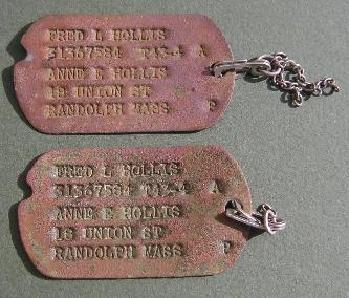 FRED L HOLLIS
31367584 T42-4 A
ANNE E HOLLIS
18 UNION ST
RANDOLPH MASS P
FRED L HOLLIS
31367584 T42-4 A
ANNE E HOLLIS
18 UNION ST
RANDOLPH MASS P